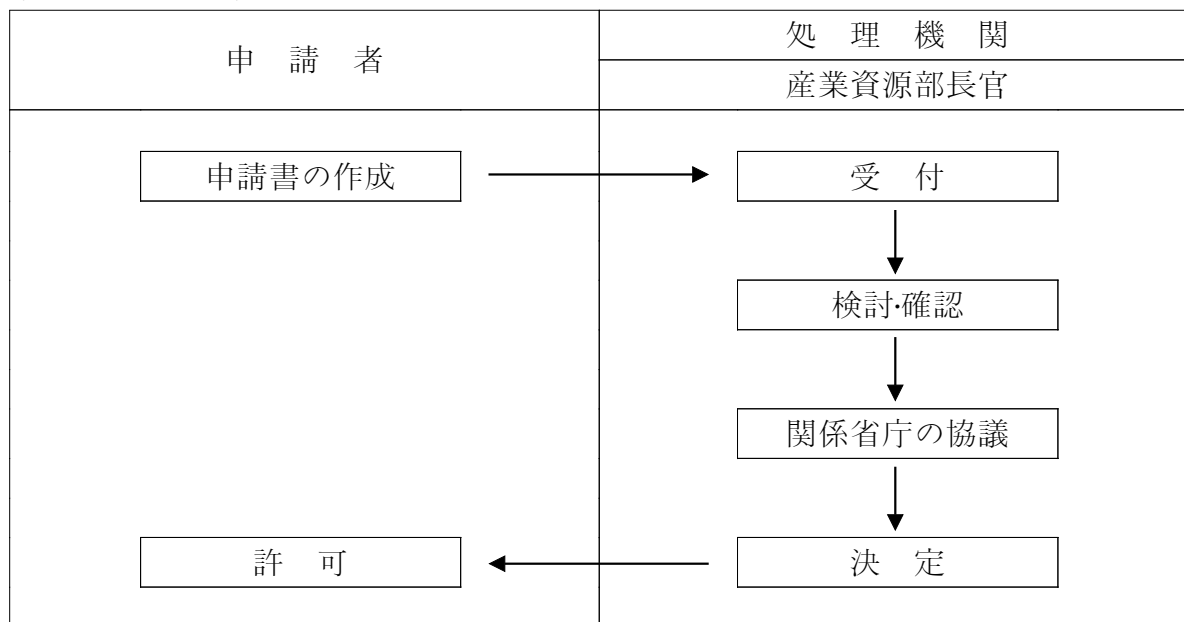 申 請 者
処 理 機 関
産業資源部長官
申請書の作成
受 付
検討·確認
関係省庁の協議
許 可
決 定